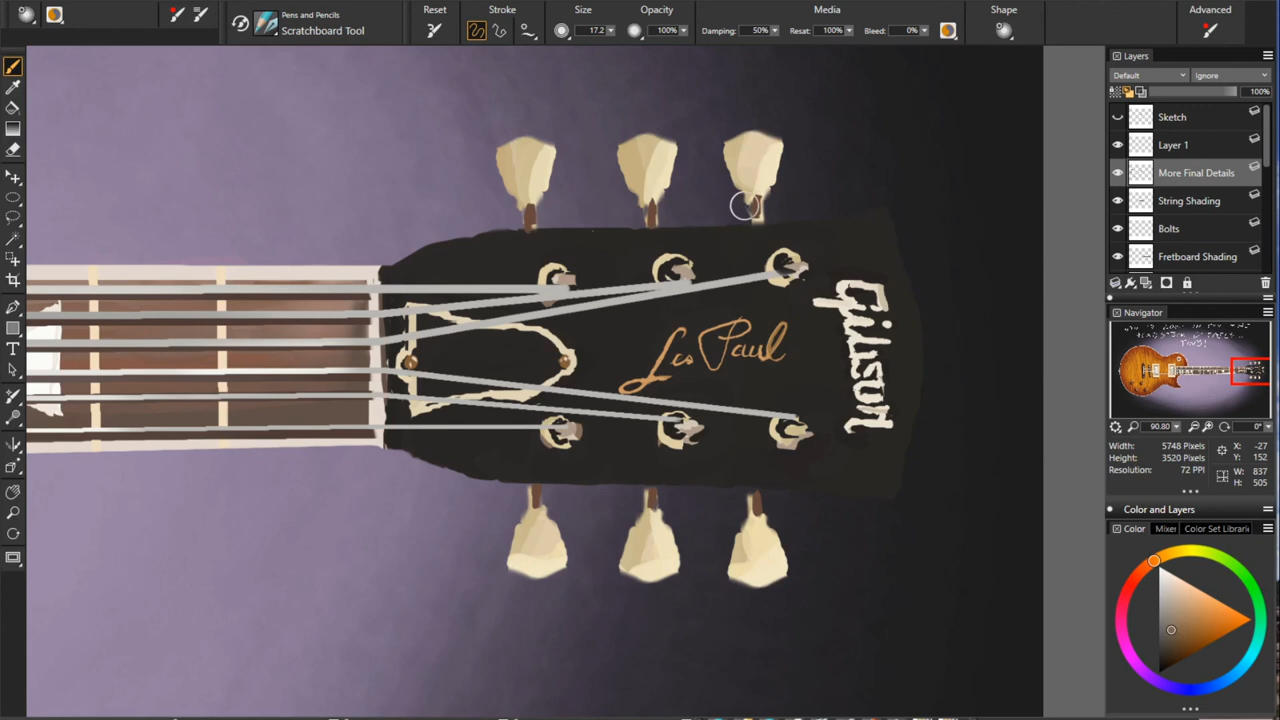 Pens and Pencils
Scratchboard Tool
Reset
Stroke
Size
17.2
Opacity
100%
Media
Damping: 50%
Resat: 100%
Bleed: 0%
Shape
Advanced
Layers
Default
Ignore
100%
Sketch
Layer 1
More Final Details
String Shading
Bolts
Fretboard Shading
Navigator
90.80
0°
Width: 5748 Pixels
Height: 3520 Pixels
Resolution: 72 PPI
X: -27
Y: 152
W: 837
H: 505
Color and Layers
Color
Mixer
Color Set Librari
Les Paul
Gibson